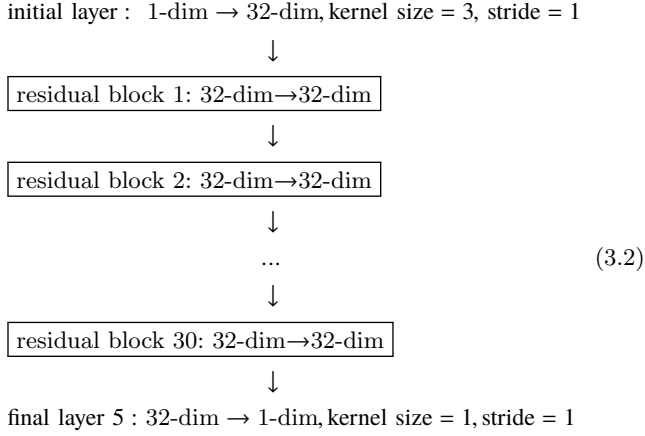 initial layer : 1-dim → 32-dim, kernel size = 3, stride = 1
↓
residual block 1: 32-dim→32-dim
↓
residual block 2: 32-dim→32-dim
↓
...
(3.2)
↓
residual block 30: 32-dim→32-dim
↓
final layer 5 : 32-dim → 1-dim, kernel size = 1, stride = 1